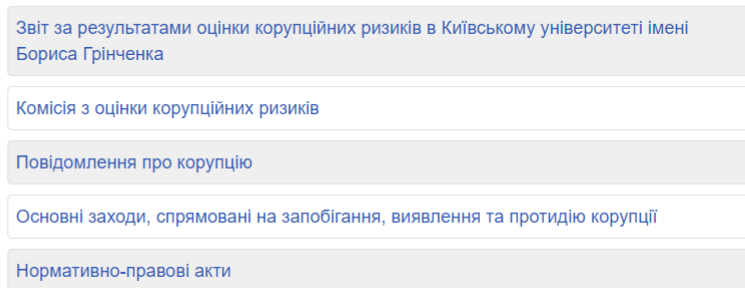 Звіт за результатами оцінки корупційних ризиків в Київському університеті імені
Бориса Грінченка
Комісія з оцінки корупційних ризиків
Повідомлення про корупцію
Основні заходи, спрямовані на запобігання, виявлення та протидію корупції
Нормативно-правові акти